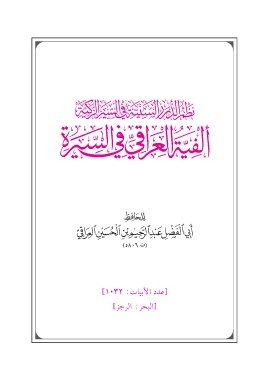 نظم الدرر السنية في السير الزكية
ألفية العراقي في السيرة
للحافظ
أبي الفضل عبد الرحيم بن الحسين العراقي
(ت ٨٠٦ هـ)
[عدد الأبيات: ١٠٣٢]
[البحر: الرجز]